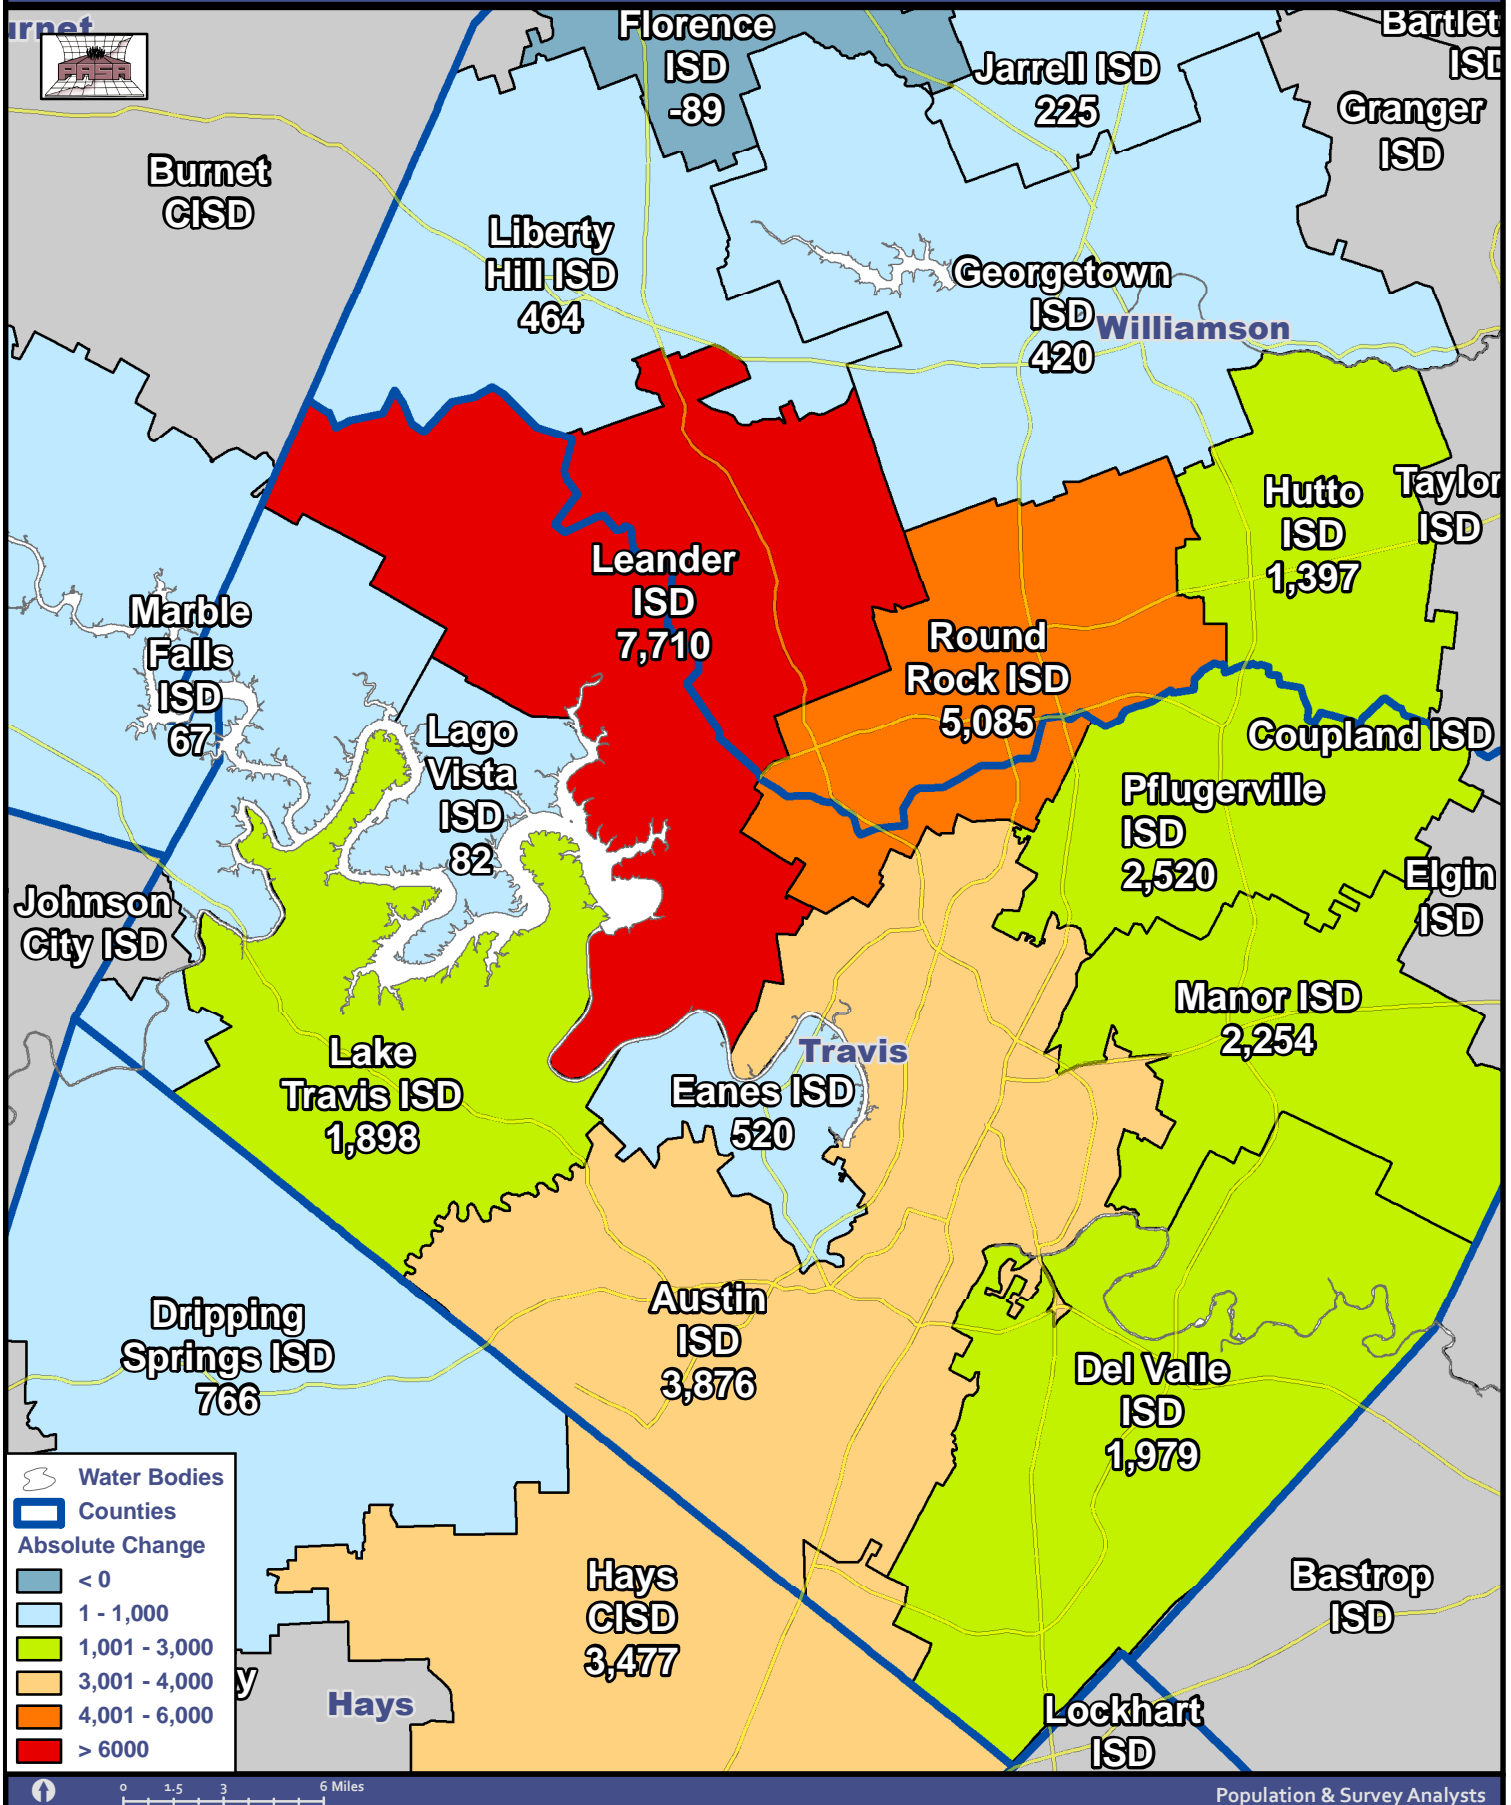 urnet
PASA
Florence
ISD
-89
Jarrell ISD
225
Bartlet
ISD
Granger
ISD
Burnet
CISD
Liberty
Hill ISD
464
Georgetown
ISD
420
Williamson
Hutto
ISD
1,397
Taylor
ISD
Leander
ISD
7,710
Marble
Falls
ISD
67
Round
Rock ISD
5,085
Lago
Vista
ISD
82
Coupland ISD
Pflugerville
ISD
2,520
Elgin
ISD
Johnson
City ISD
Manor ISD
2,254
Lake
Travis ISD
1,898
Travis
Eanes ISD
520
Dripping
Springs ISD
766
Austin
ISD
3,876
Del Valle
ISD
1,979
Hays
CISD
3,477
Bastrop
ISD
y
Hays
Lockhart
ISD
Water Bodies
Counties
Absolute Change
< 0
1 - 1,000
1,001 - 3,000
3,001 - 4,000
4,001 - 6,000
> 6000
0 1.5 3 6 Miles
Population & Survey Analysts